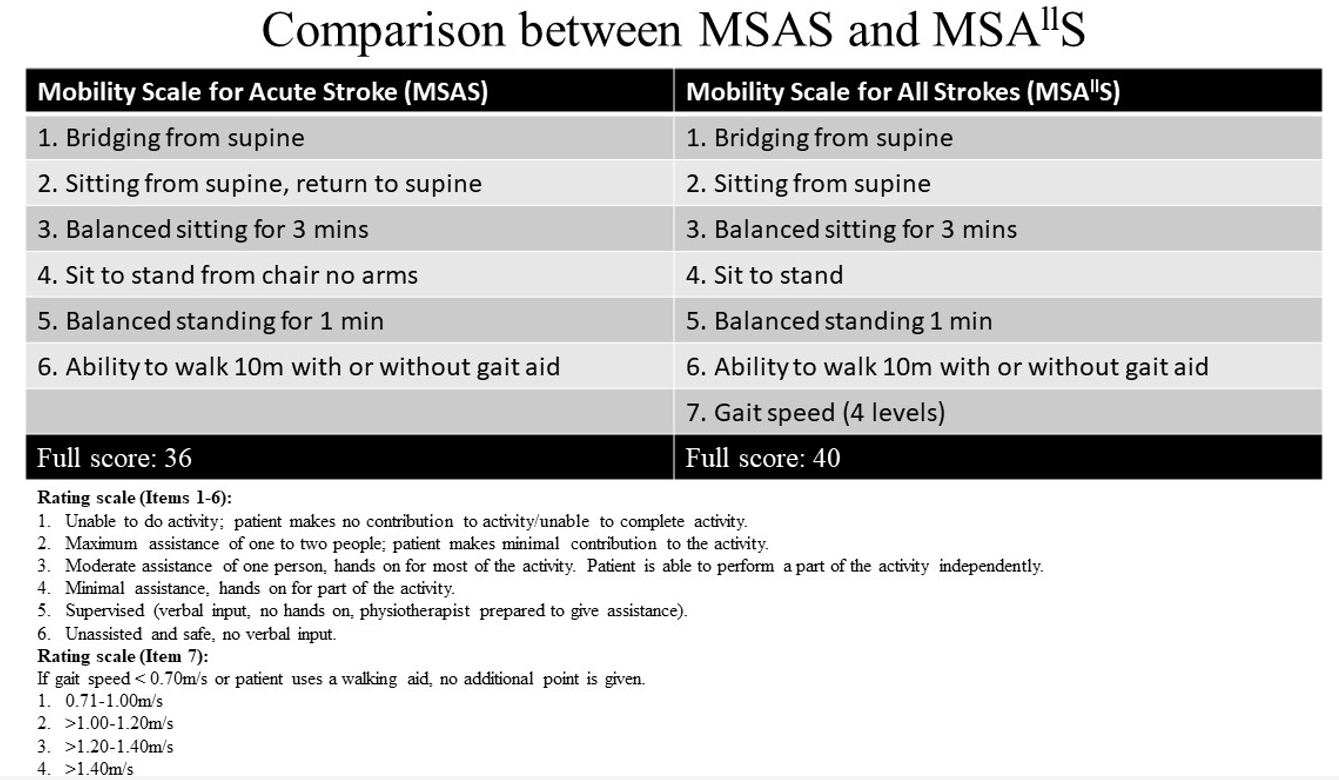 Comparison between MSAS and MSAˡˡS
Mobility Scale for Acute Stroke (MSAS)
Mobility Scale for All Strokes (MSAˡˡS)
1. Bridging from supine
1. Bridging from supine
2. Sitting from supine, return to supine
2. Sitting from supine
3. Balanced sitting for 3 mins
3. Balanced sitting for 3 mins
4. Sit to stand from chair no arms
4. Sit to stand
5. Balanced standing for 1 min
5. Balanced standing 1 min
6. Ability to walk 10m with or without gait aid
6. Ability to walk 10m with or without gait aid
7. Gait speed (4 levels)
Full score: 36
Full score: 40
Rating scale (Items 1-6):
1. Unable to do activity; patient makes no contribution to activity/unable to complete activity.
2. Maximum assistance of one to two people; patient makes minimal contribution to the activity.
3. Moderate assistance of one person, hands on for most of the activity. Patient is able to perform a part of the activity independently.
4. Minimal assistance, hands on for part of the activity.
5. Supervised (verbal input, no hands on, physiotherapist prepared to give assistance).
6. Unassisted and safe, no verbal input.
Rating scale (Item 7):
If gait speed < 0.70m/s or patient uses a walking aid, no additional point is given.
1. 0.71-1.00m/s
2. >1.00-1.20m/s
3. >1.20-1.40m/s
4. >1.40m/s